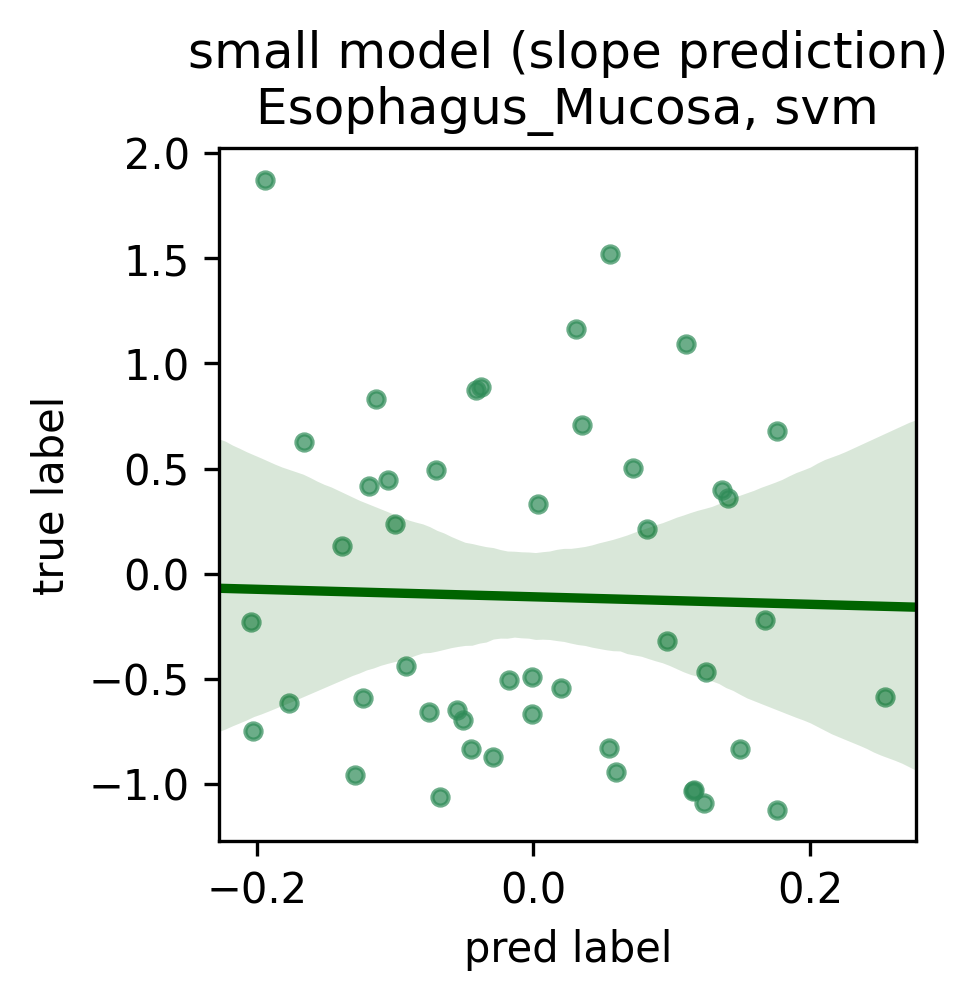 small model (slope prediction)
Esophagus_Mucosa, svm
2.0
1.5
1.0
0.5
0.0
−0.5
−1.0
true label
−0.2
0.0
0.2
pred label